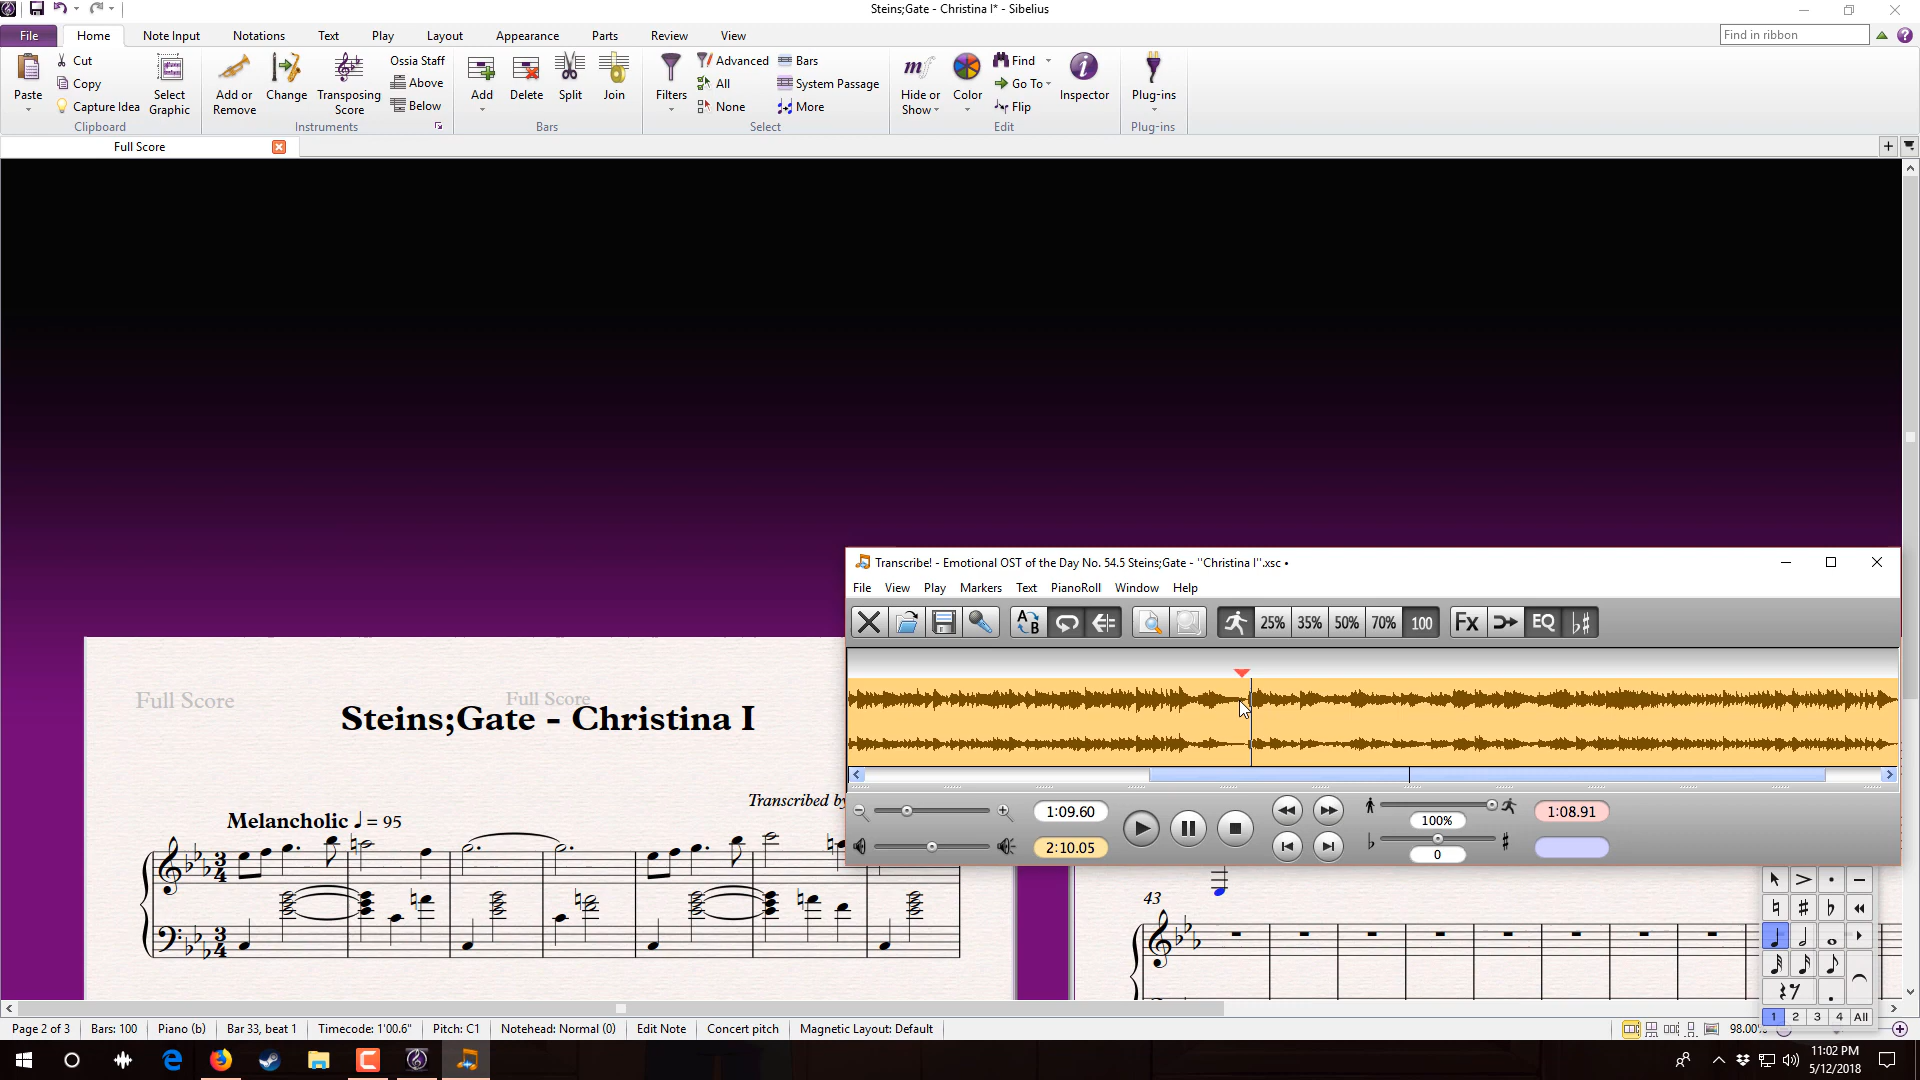 Steins;Gate - Christina I* - Sibelius
File Home Note Input Notations Text Play Layout Appearance Parts Review View Find in ribbon
Paste Cut Copy Capture Idea Select Graphic Clipboard
Add or Remove Change Transposing Score Ossia Staff Above Below Instruments
Add Delete Split Join Bars
Filters Advanced All None Bars System Passage More Select
Hide or Show Color Find Go To Flip Inspector Edit
Plug-ins Plug-ins
Full Score
Transcribe! - Emotional OST of the Day No. 54.5 Steins;Gate - "Christina I".xsc •
File View Play Markers Text PianoRoll Window Help
A B 25% 35% 50% 70% 100 Fx EQ
Full Score Full Score
Steins;Gate - Christina I
Transcribed by
Melancholic ♩ = 95
1:09.60 100% 1:08.91
2:10.05 0
43
1 2 3 4 All
Page 2 of 3 Bars: 100 Piano (b) Bar 33, beat 1 Timecode: 1'00.6" Pitch: C1 Notehead: Normal (0) Edit Note Concert pitch Magnetic Layout: Default 98.00%
11:02 PM
5/12/2018